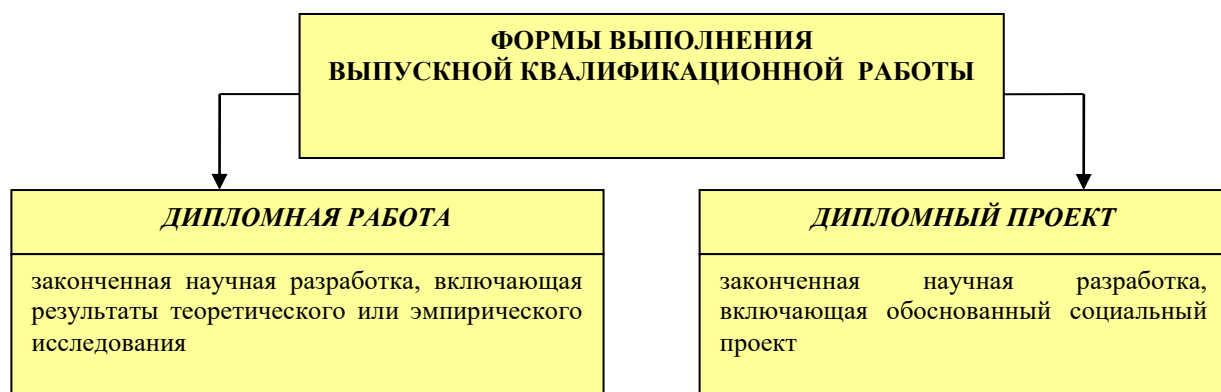 ФОРМЫ ВЫПОЛНЕНИЯ
ВЫПУСКНОЙ КВАЛИФИКАЦИОННОЙ РАБОТЫ
ДИПЛОМНАЯ РАБОТА
законченная научная разработка, включающая
результаты теоретического или эмпирического
исследования
ДИПЛОМНЫЙ ПРОЕКТ
законченная научная разработка,
включающая обоснованный социальный
проект